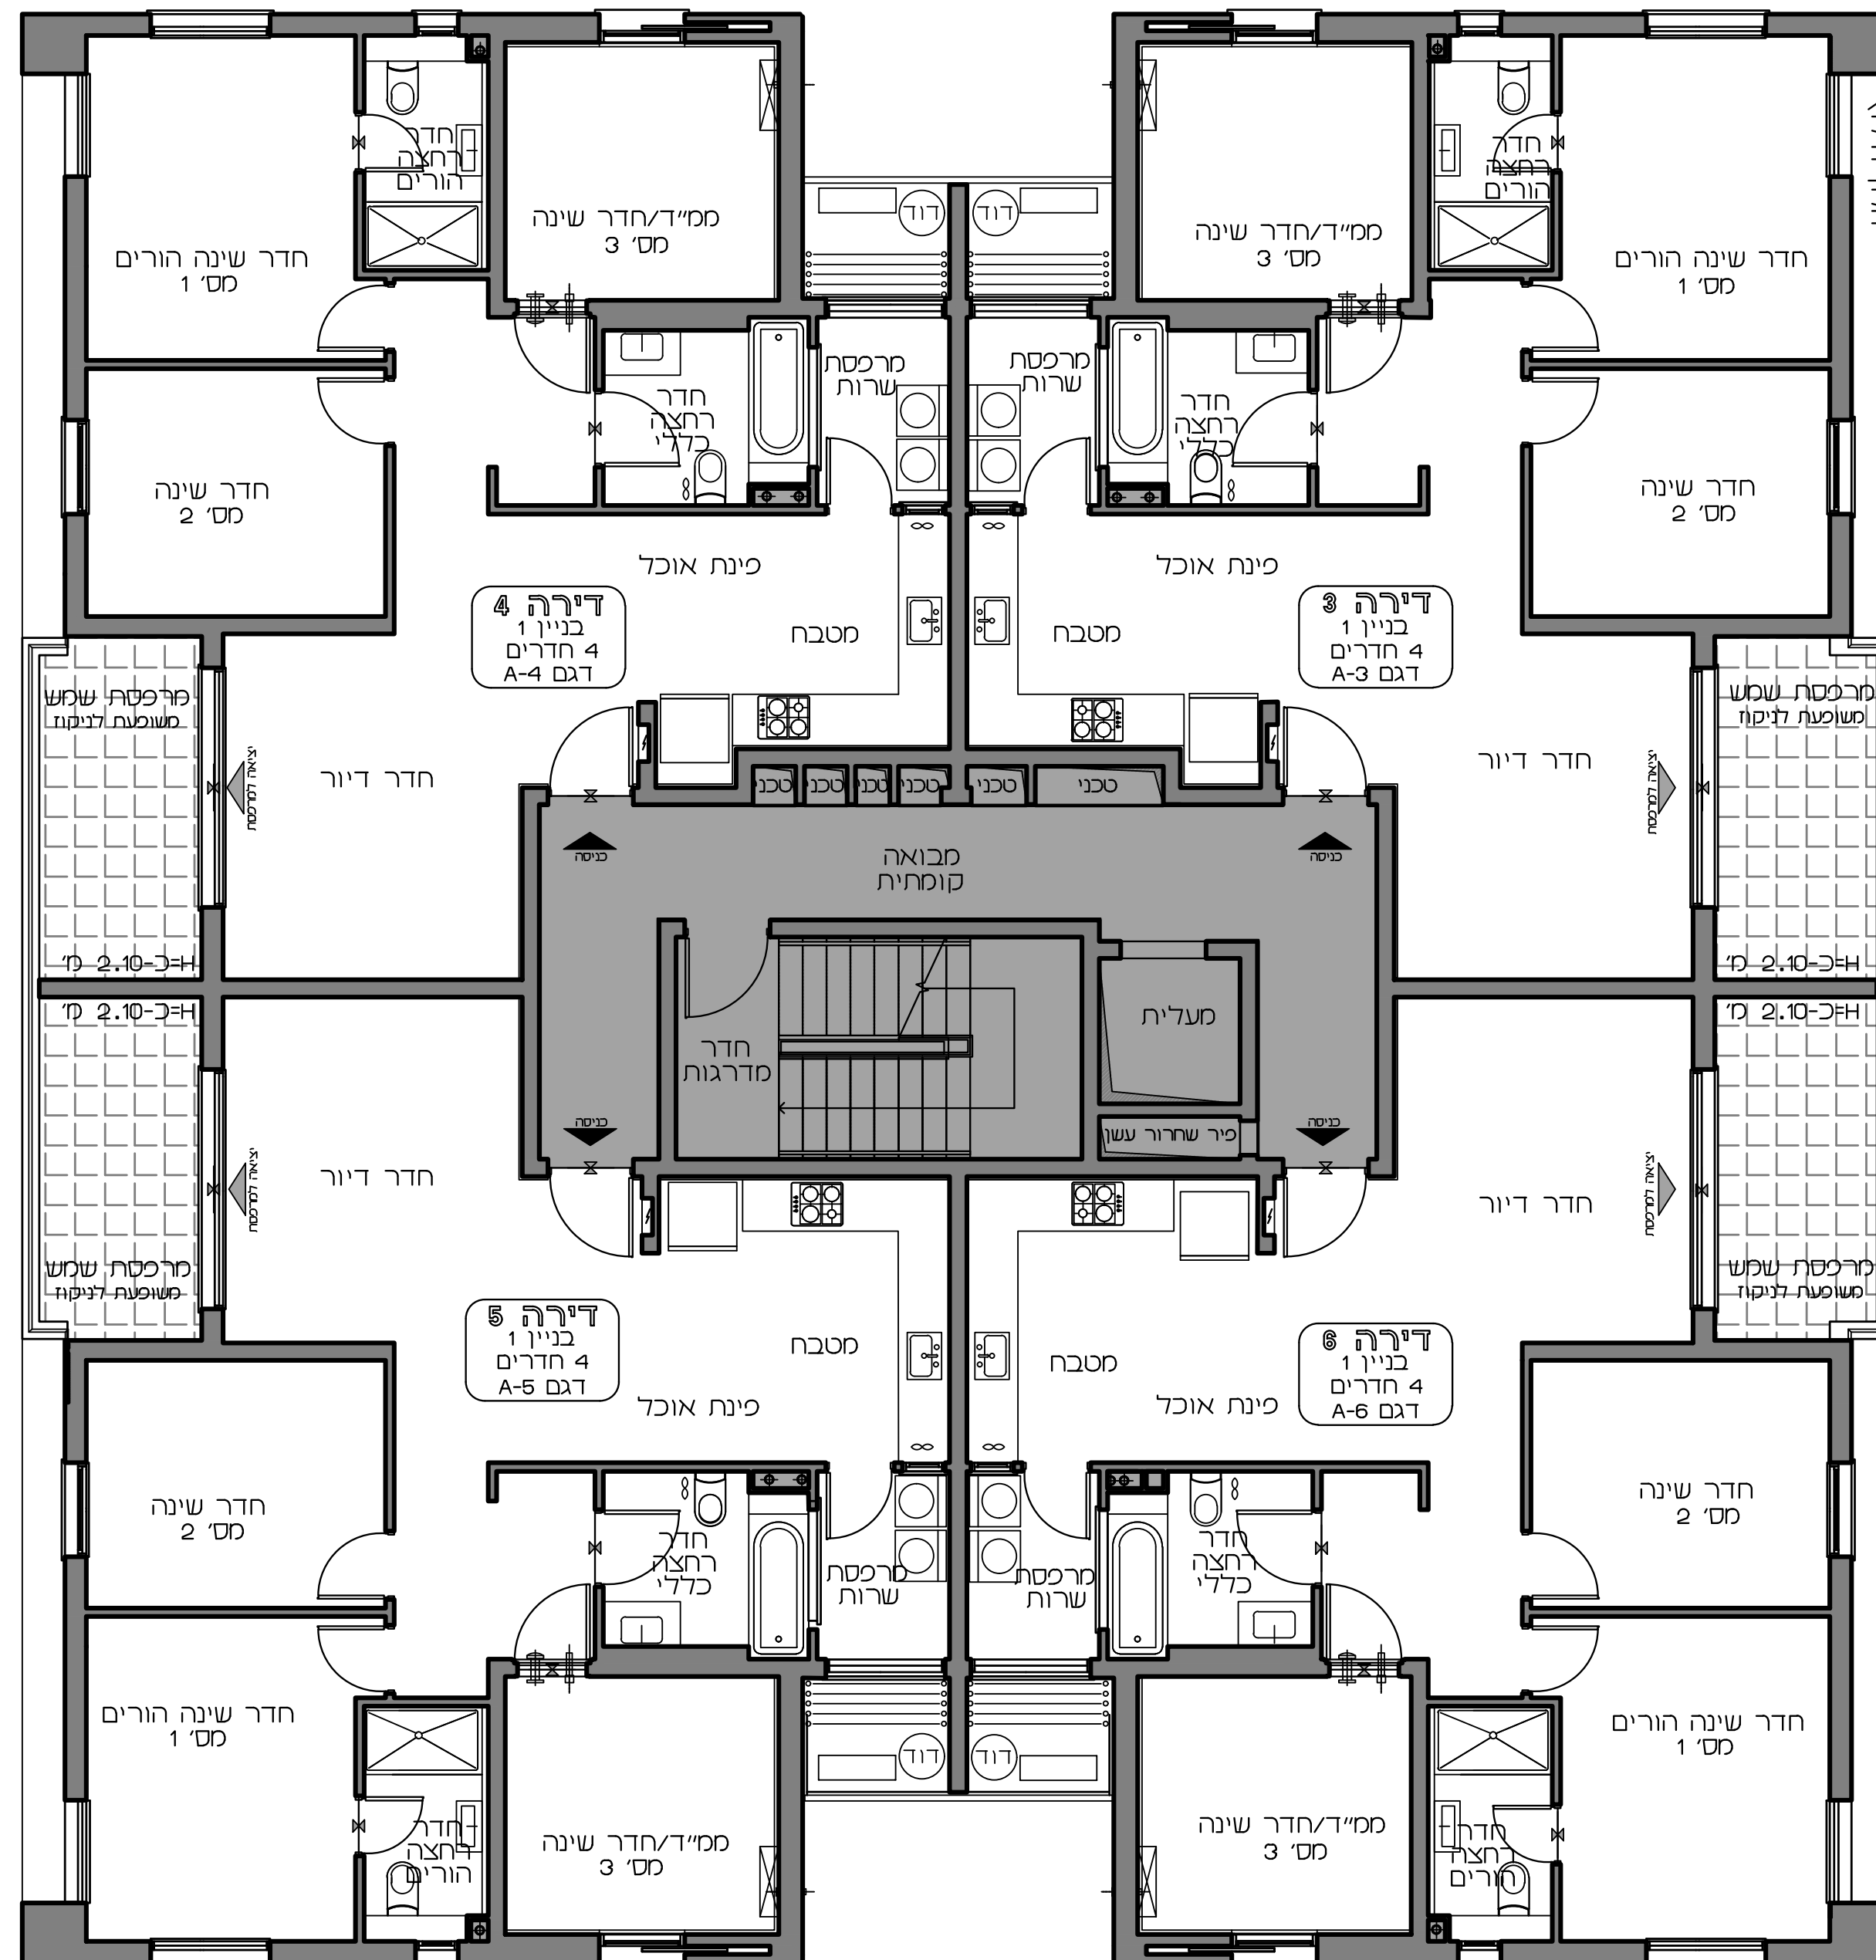 חדר
רחצה
הורים
ממ"ד/חדר שינה
מס' 3
חדר שינה הורים
מס' 1
דוד
דוד
ממ"ד/חדר שינה
מס' 3
חדר
רחצה
הורים
חדר שינה הורים
מס' 1
חדר שינה
מס' 2
חדר
רחצה
כללי
מרפסת
שרות
מרפסת
שרות
חדר
רחצה
כללי
חדר שינה
מס' 2
פינת אוכל
פינת אוכל
דירה 4
בניין 1
4 חדרים
דגם A-4
מטבח
מטבח
דירה 3
בניין 1
4 חדרים
דגם A-3
מרפסת שמש
משופעת לניקוז
יציאה למרפסת
חדר דיור
טכני
טכני
טכני
טכני
טכני
טכני
חדר דיור
יציאה למרפסת
מרפסת שמש
משופעת לניקוז
כניסה
מבואה
קומתית
כניסה
H=כ-2.10 מ'
H=כ-2.10 מ'
H=כ-2.10 מ'
H=כ-2.10 מ'
חדר
מדרגות
מעלית
כניסה
פיר שחרור עשן
כניסה
יציאה למרפסת
חדר דיור
חדר דיור
יציאה למרפסת
מרפסת שמש
משופעת לניקוז
מרפסת שמש
משופעת לניקוז
דירה 5
בניין 1
4 חדרים
דגם A-5
מטבח
מטבח
דירה 6
בניין 1
4 חדרים
דגם A-6
פינת אוכל
פינת אוכל
חדר שינה
מס' 2
חדר
רחצה
כללי
מרפסת
שרות
מרפסת
שרות
חדר
רחצה
כללי
חדר שינה
מס' 2
חדר שינה הורים
מס' 1
דוד
דוד
חדר שינה הורים
מס' 1
חדר
רחצה
הורים
ממ"ד/חדר שינה
מס' 3
ממ"ד/חדר שינה
מס' 3
חדר
רחצה
הורים